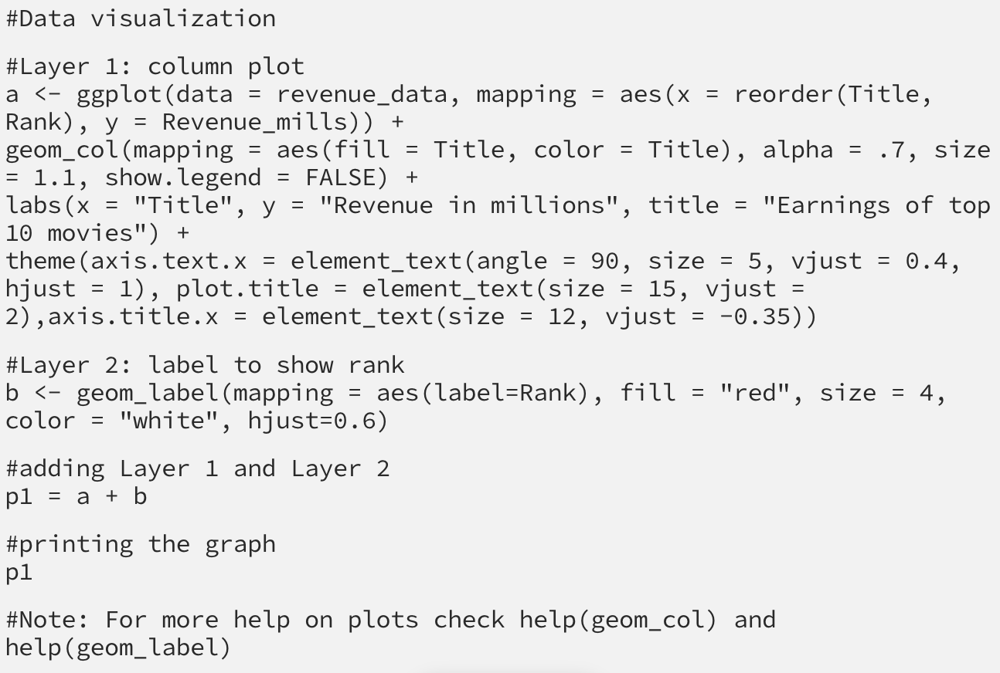 #Data visualization
#Layer 1: column plot
a <- ggplot(data = revenue_data, mapping = aes(x = reorder(Title,
Rank), y = Revenue_mills)) +
geom_col(mapping = aes(fill = Title, color = Title), alpha = .7, size
= 1.1, show.legend = FALSE) +
labs(x = "Title", y = "Revenue in millions", title = "Earnings of top
10 movies") +
theme(axis.text.x = element_text(angle = 90, size = 5, vjust = 0.4,
hjust = 1), plot.title = element_text(size = 15, vjust =
2),axis.title.x = element_text(size = 12, vjust = -0.35))
#Layer 2: label to show rank
b <- geom_label(mapping = aes(label=Rank), fill = "red", size = 4,
color = "white", hjust=0.6)
#adding Layer 1 and Layer 2
p1 = a + b
#printing the graph
p1
#Note: For more help on plots check help(geom_col) and
help(geom_label)